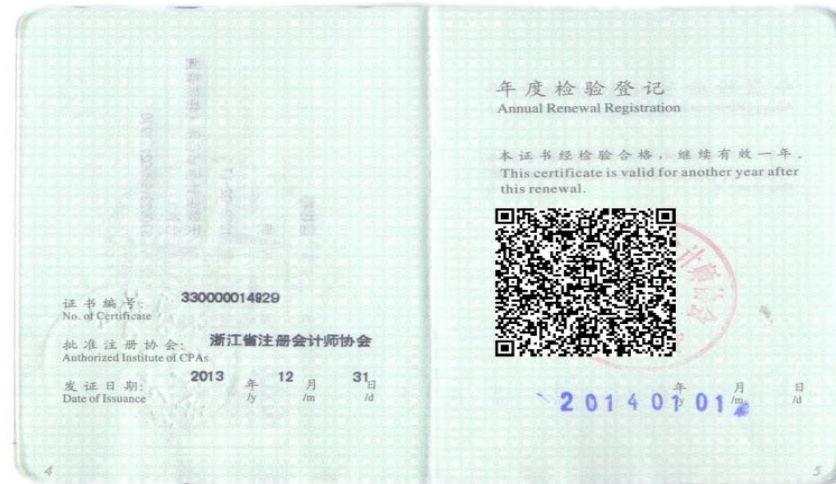 证书编号: 330000014929
No. of Certificate
批准注册协会: 浙江省注册会计师协会
Authorized Institute of CPAs
发证日期: 2013 年 12 月 31日
Date of Issuance /y /m /d
4
年度检验登记
Annual Renewal Registration
本证书经检验合格，继续有效一年。
This certificate is valid for another year after
this renewal.
年 月 日
2014 01 01
/y /m /d
5